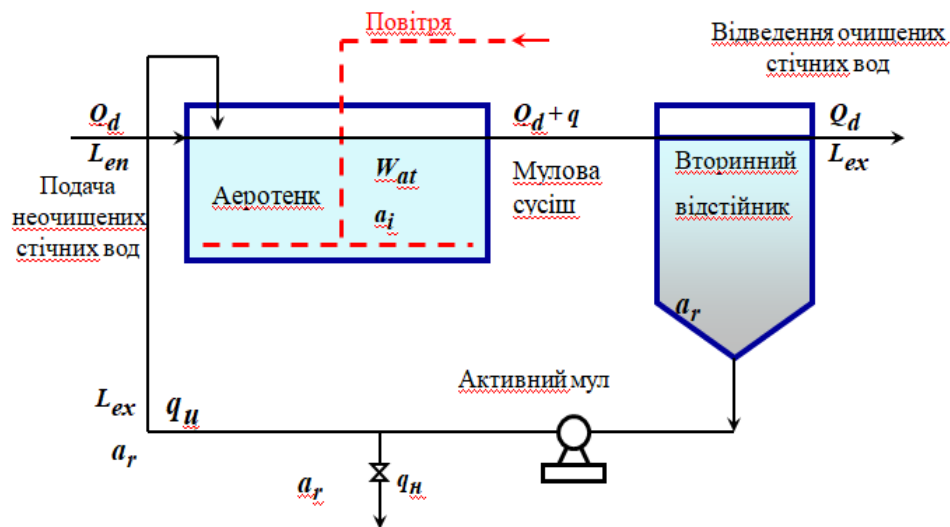 Повітря
Відведення очищених
стічних вод
Q_d
L_en
Подача
неочищених
стічних вод
Аеротенк
W_at
a_i
Q_d + q
Мулова
сусіш
Вторинний
відстійник
a_r
Q_d
L_ex
Активний мул
L_ex
q_u
a_r
a_r
q_н